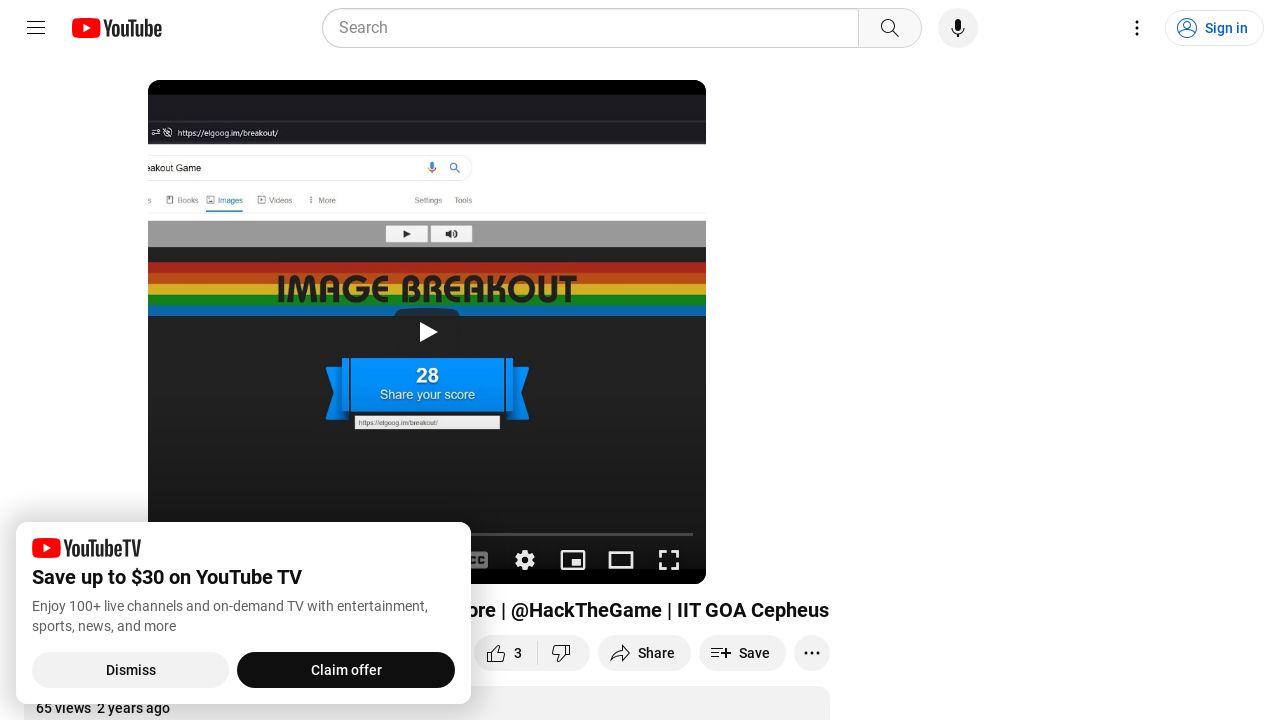 YouTube
Search
Sign in
https://elgoog.im/breakout/
eakout Game
s Books Images Videos More Settings Tools
IMAGE BREAKOUT
28
Share your score
https://elgoog.im/breakout/
CC
YouTubeTV
Save up to $30 on YouTube TV
Enjoy 100+ live channels and on-demand TV with entertainment,
sports, news, and more
Dismiss Claim offer
ore | @HackTheGame | IIT GOA Cepheus
3 Share Save
65 views 2 years ago